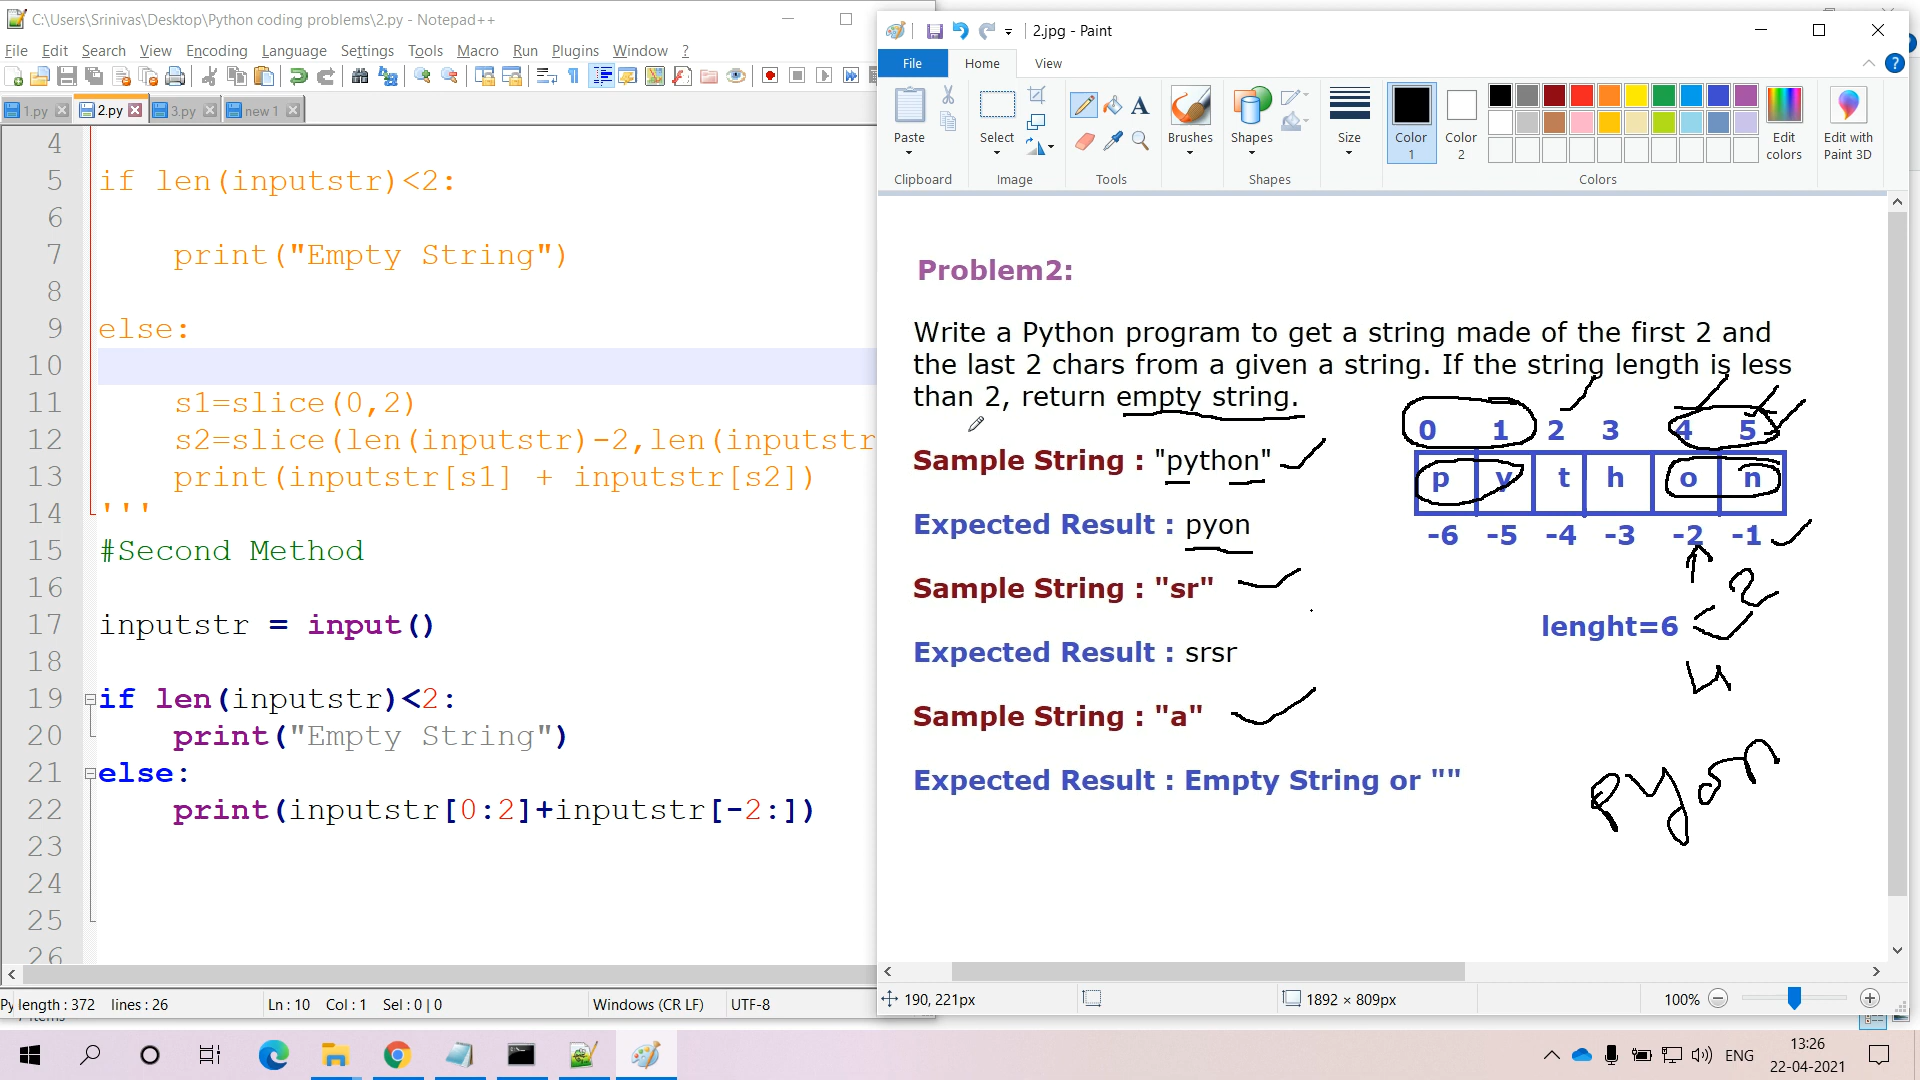 C:\Users\Srinivas\Desktop\Python coding problems\2.py - Notepad++
File Edit Search View Encoding Language Settings Tools Macro Run Plugins Window ?
1.py 2.py 3.py new 1
4
5 if len(inputstr)<2:
6
7 print("Empty String")
8
9 else:
10
11 s1=slice(0,2)
12 s2=slice(len(inputstr)-2,len(inputstr
13 print(inputstr[s1] + inputstr[s2])
14 '''
15 #Second Method
16
17 inputstr = input()
18
19 if len(inputstr)<2:
20 print("Empty String")
21 else:
22 print(inputstr[0:2]+inputstr[-2:])
23
24
25
26
Py length : 372 lines : 26 Ln : 10 Col : 1 Sel : 0 | 0 Windows (CR LF) UTF-8
2.jpg - Paint
File Home View
Paste Select Brushes Shapes Size Color 1 Color 2 Edit colors Edit with Paint 3D
Clipboard Image Tools Shapes Colors
Problem2:
Write a Python program to get a string made of the first 2 and
the last 2 chars from a given a string. If the string length is less
than 2, return empty string.
0 1 2 3 4 5
Sample String : "python"
p y t h o n
Expected Result : pyon
-6 -5 -4 -3 -2 -1
Sample String : "sr"
2
lenght=6
Expected Result : srsr
4
Sample String : "a"
Expected Result : Empty String or ""
pyon
190, 221px 1892 × 809px 100%
ENG 13:26
22-04-2021